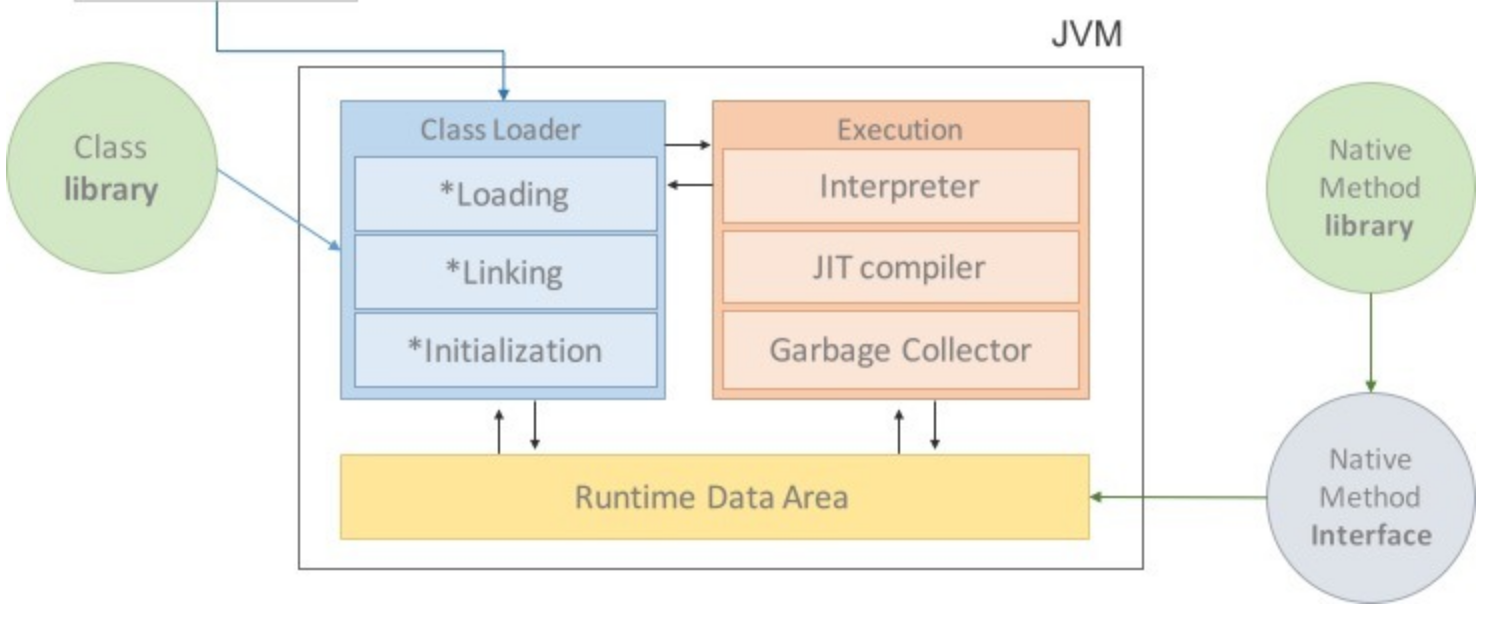 JVM
Class
library
Class Loader
*Loading
*Linking
*Initialization
Execution
Interpreter
JIT compiler
Garbage Collector
Runtime Data Area
Native
Method
library
Native
Method
Interface